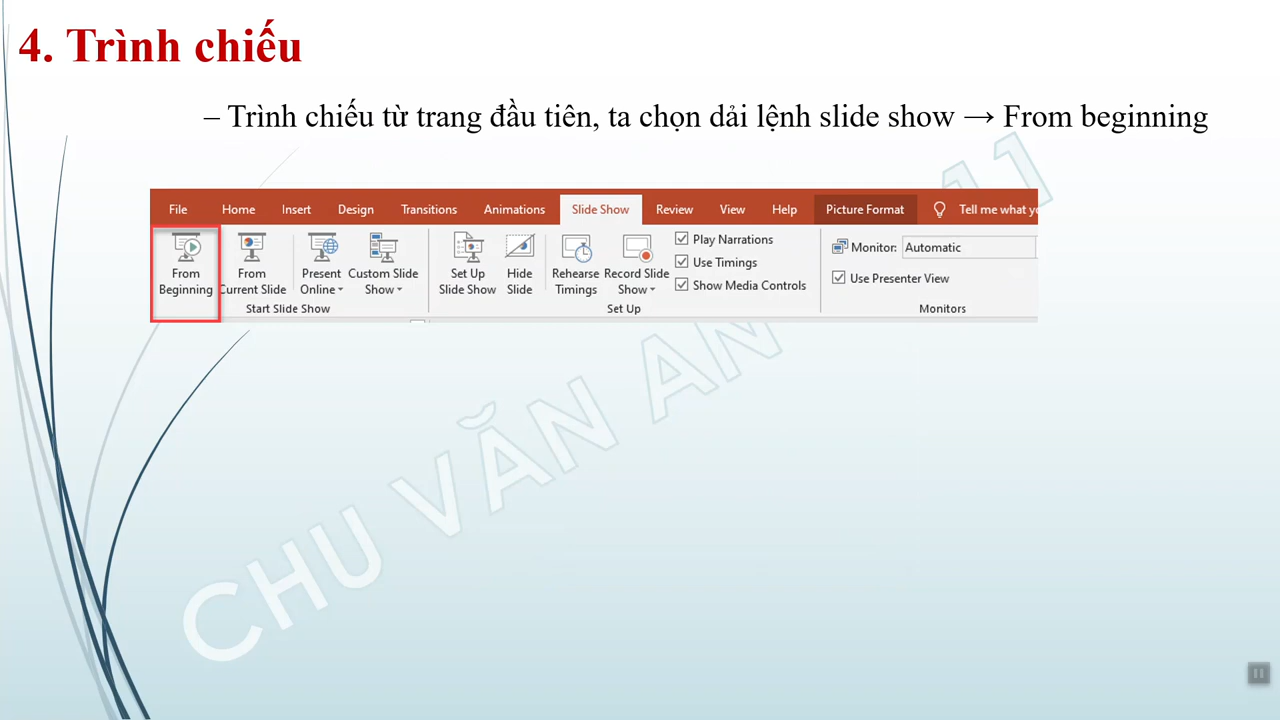 4. Trình chiếu
– Trình chiếu từ trang đầu tiên, ta chọn dải lệnh slide show → From beginning
File Home Insert Design Transitions Animations Slide Show Review View Help Picture Format Tell me what
From Beginning
From Current Slide
Present Online
Custom Slide Show
Start Slide Show
Set Up Slide Show
Hide Slide
Rehearse Timings
Record Slide Show
Play Narrations
Use Timings
Show Media Controls
Set Up
Monitor: Automatic
Use Presenter View
Monitors
CHU VĂN AN
11